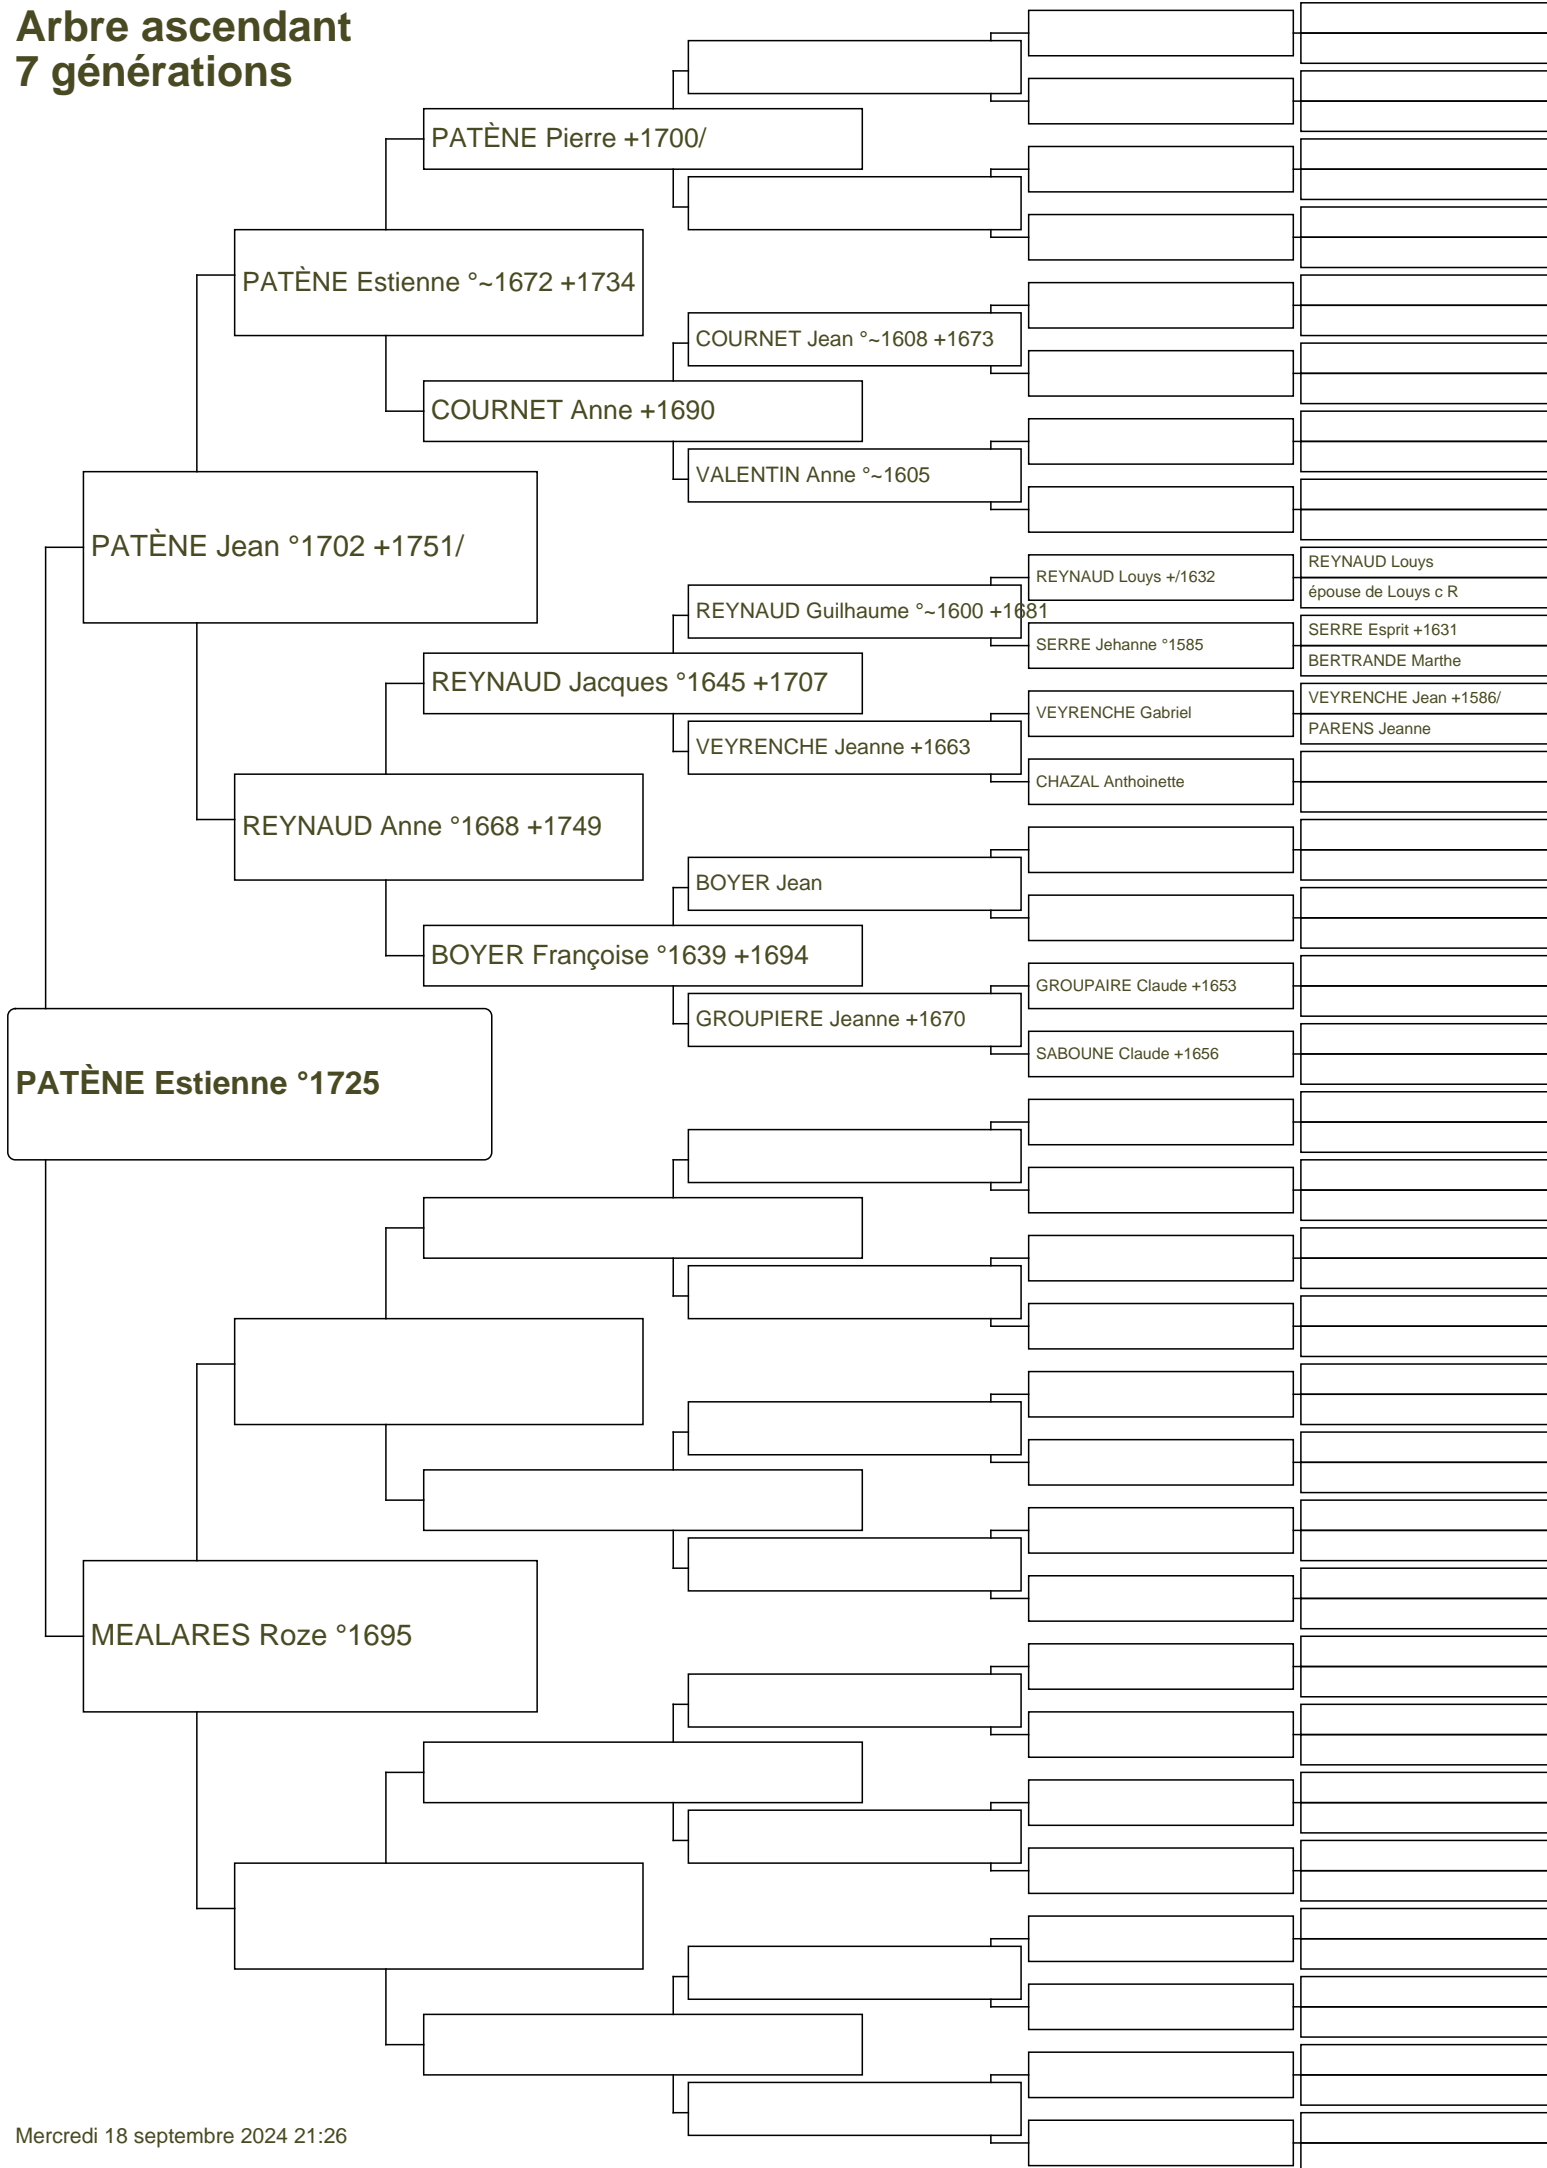 Arbre ascendant
7 générations
PATÈNE Pierre +1700/
PATÈNE Estienne °~1672 +1734
COURNET Jean °~1608 +1673
COURNET Anne +1690
VALENTIN Anne °~1605
PATÈNE Jean °1702 +1751/
REYNAUD Louys
REYNAUD Louys +/1632
épouse de Louys c R
REYNAUD Guilhaume °~1600 +1681
SERRE Esprit +1631
SERRE Jehanne °1585
BERTRANDE Marthe
REYNAUD Jacques °1645 +1707
VEYRENCHE Jean +1586/
VEYRENCHE Gabriel
PARENS Jeanne
VEYRENCHE Jeanne +1663
CHAZAL Anthoinette
REYNAUD Anne °1668 +1749
BOYER Jean
BOYER Françoise °1639 +1694
GROUPAIRE Claude +1653
GROUPIERE Jeanne +1670
SABOUNE Claude +1656
PATÈNE Estienne °1725
MEALARES Roze °1695
Mercredi 18 septembre 2024 21:26